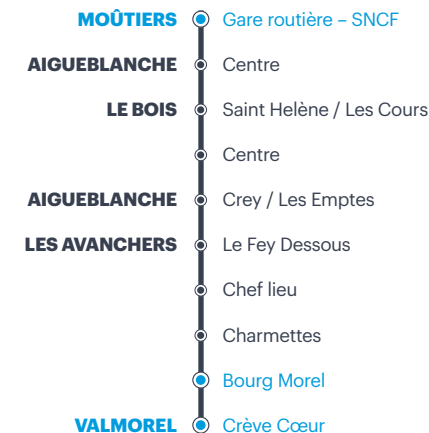 MOÛTIERS Gare routière – SNCF
AIGUEBLANCHE Centre
LE BOIS Saint Helène / Les Cours
Centre
AIGUEBLANCHE Crey / Les Emptes
LES AVANCHERS Le Fey Dessous
Chef lieu
Charmettes
Bourg Morel
VALMOREL Crève Cœur